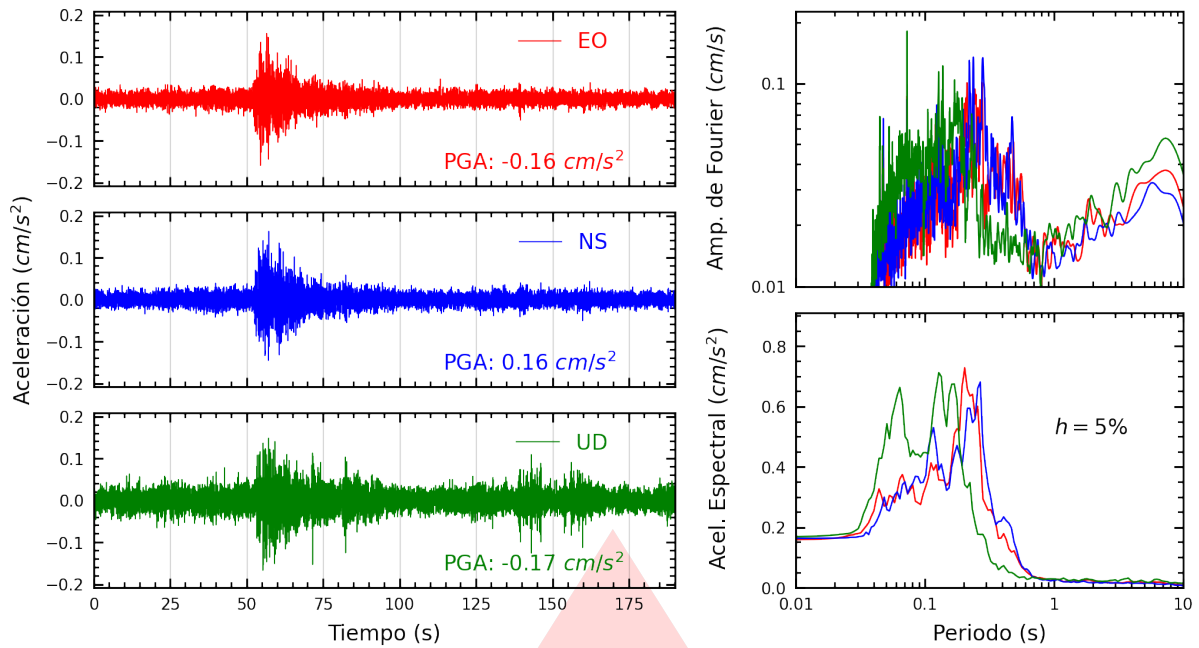 Aceleración (cm/s²)
0.2
0.1
0.0
−0.1
−0.2
EO
PGA: -0.16 cm/s²
0.2
0.1
0.0
−0.1
−0.2
NS
PGA: 0.16 cm/s²
0.2
0.1
0.0
−0.1
−0.2
UD
PGA: -0.17 cm/s²
0 25 50 75 100 125 150 175
Tiempo (s)
Amp. de Fourier (cm/s)
0.1
0.01
Acel. Espectral (cm/s²)
0.8
0.6
0.4
0.2
0.0
h = 5%
0.01 0.1 1 10
Periodo (s)